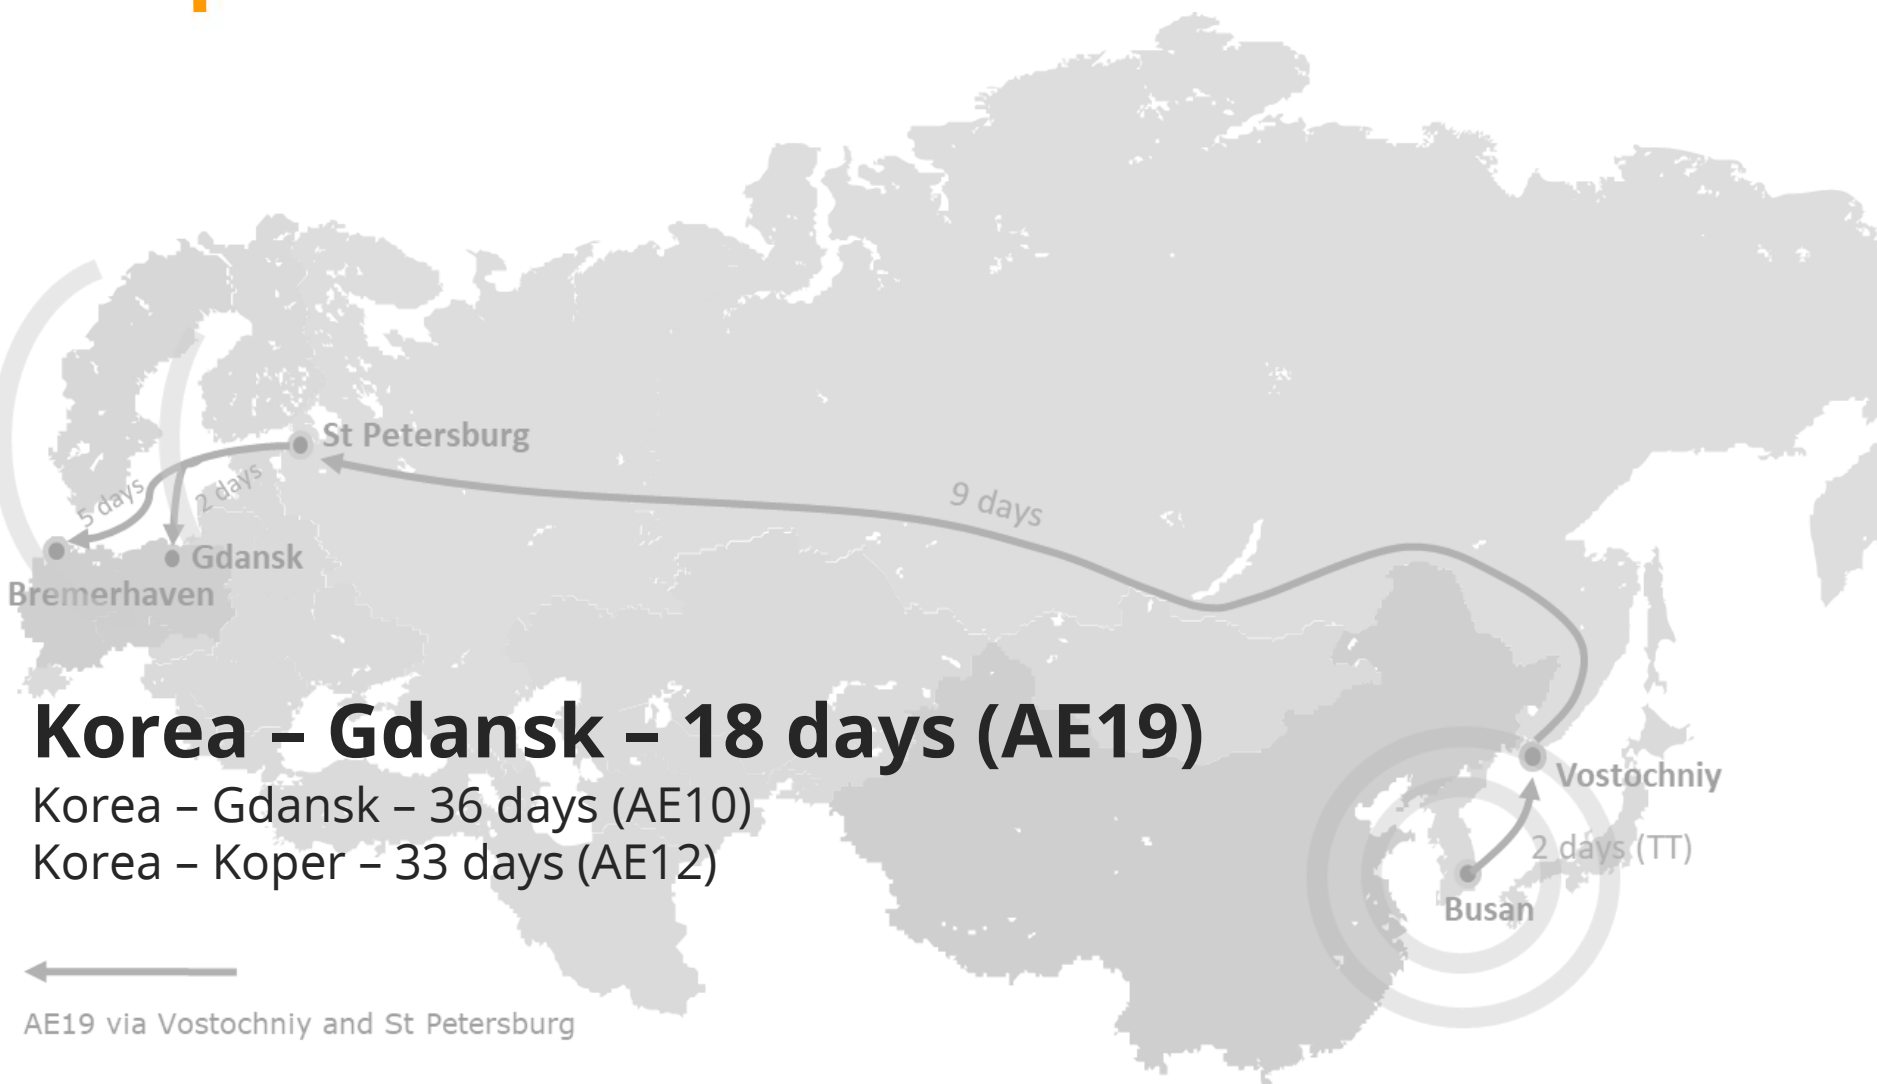 St Petersburg
9 days
5 days
2 days
Gdansk
Bremerhaven
Korea – Gdansk – 18 days (AE19)
Korea – Gdansk – 36 days (AE10)
Korea – Koper – 33 days (AE12)
Vostochniy
2 days (TT)
Busan
AE19 via Vostochniy and St Petersburg